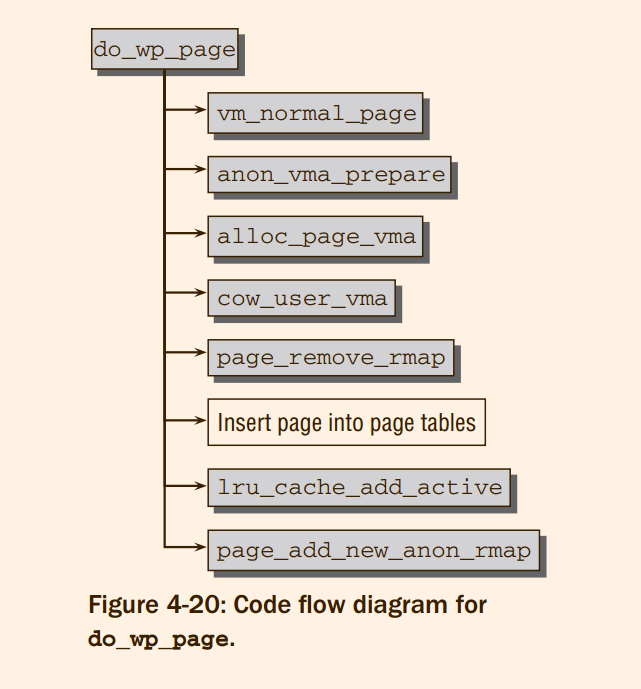 do_wp_page
vm_normal_page
anon_vma_prepare
alloc_page_vma
cow_user_vma
page_remove_rmap
Insert page into page tables
lru_cache_add_active
page_add_new_anon_rmap
Figure 4-20: Code flow diagram for
do_wp_page.